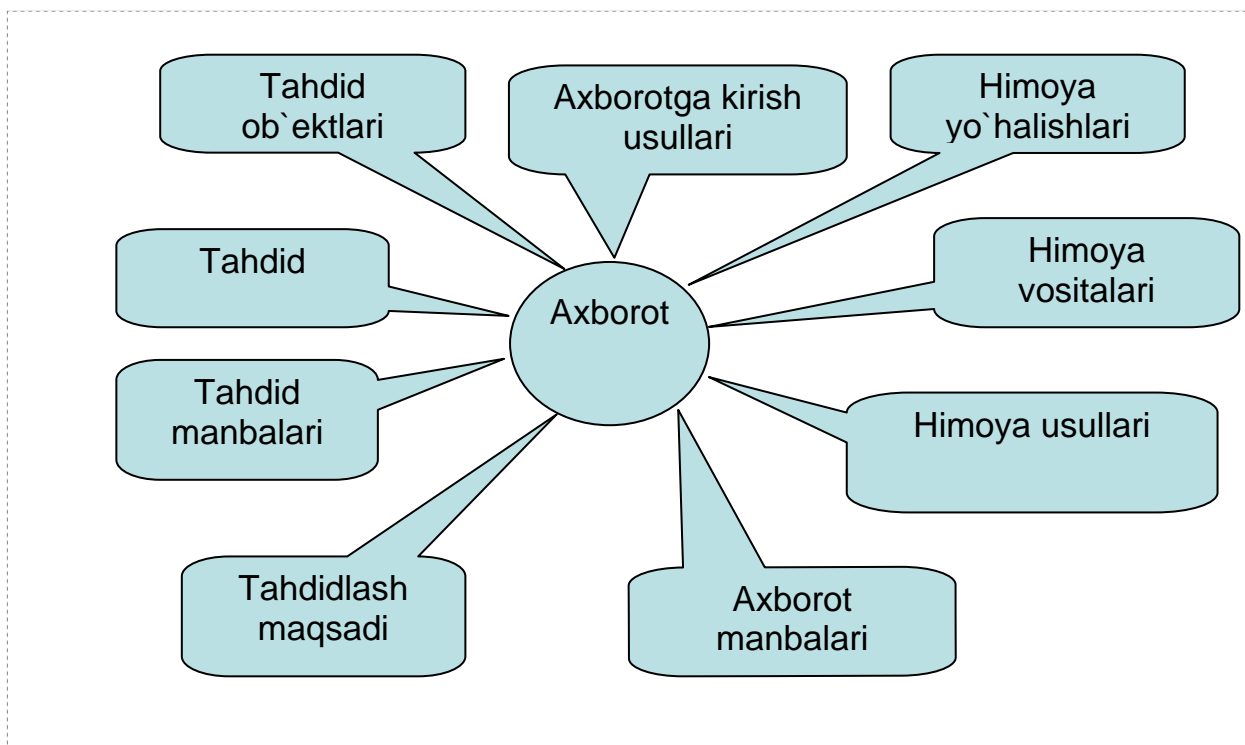 Tahdid
ob`ektlari
Axborotga kirish
usullari
Himoya
yo`halishlari
Tahdid
Himoya
vositalari
Axborot
Tahdid
manbalari
Himoya usullari
Tahdidlash
maqsadi
Axborot
manbalari